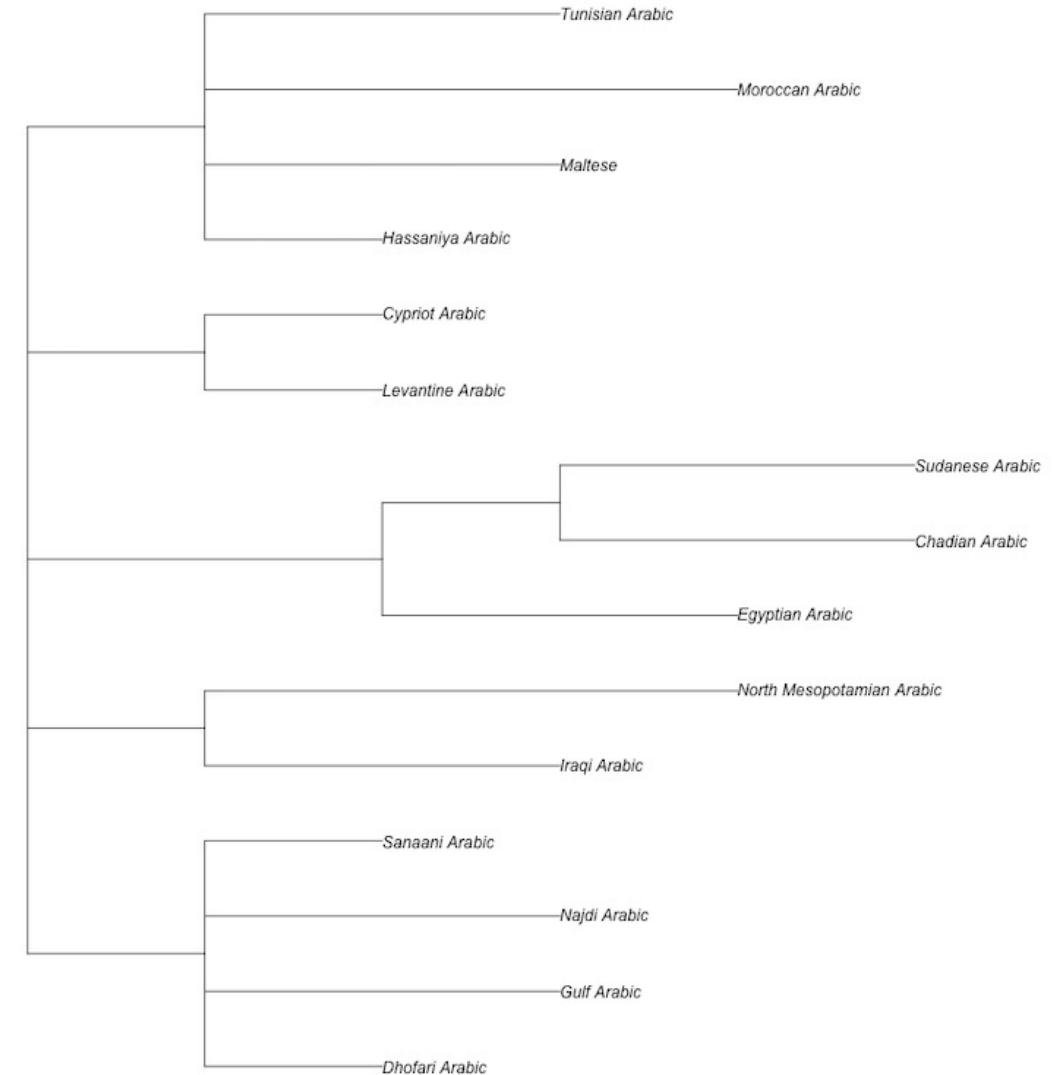 Tunisian Arabic
Moroccan Arabic
Maltese
Hassaniya Arabic
Cypriot Arabic
Levantine Arabic
Sudanese Arabic
Chadian Arabic
Egyptian Arabic
North Mesopotamian Arabic
Iraqi Arabic
Sanaani Arabic
Najdi Arabic
Gulf Arabic
Dhofari Arabic